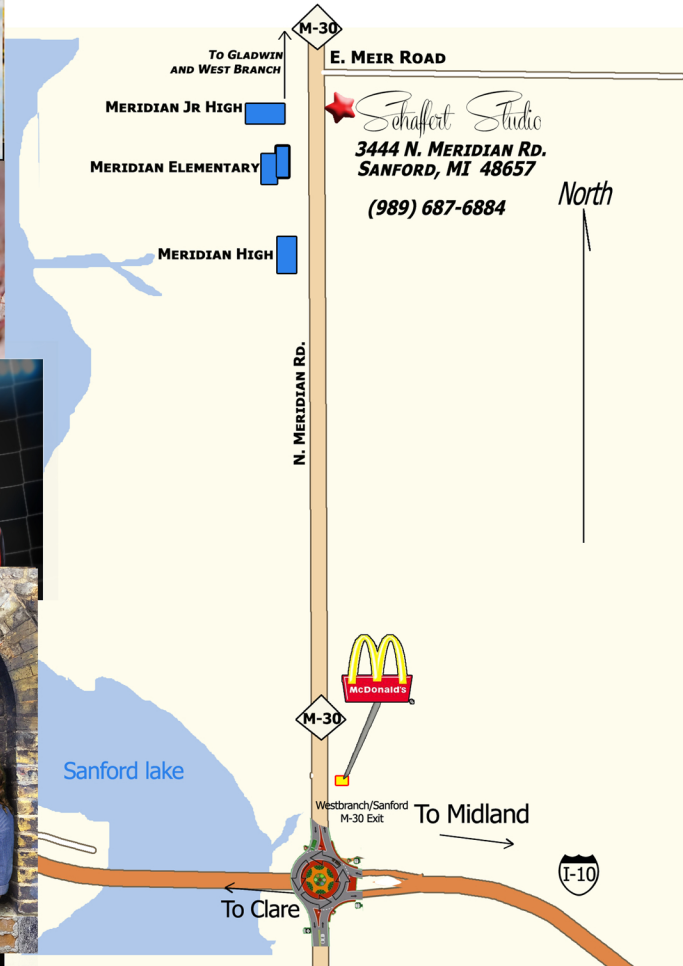 M-30
To Gladwin
and West Branch
E. Meir Road
Meridian Jr High
Schaffert Studio
3444 N. Meridian Rd.
Sanford, MI 48657
(989) 687-6884
Meridian Elementary
North
Meridian High
N. Meridian Rd.
McDonald's
M-30
Sanford lake
Westbranch/Sanford
M-30 Exit
To Midland
I-10
To Clare